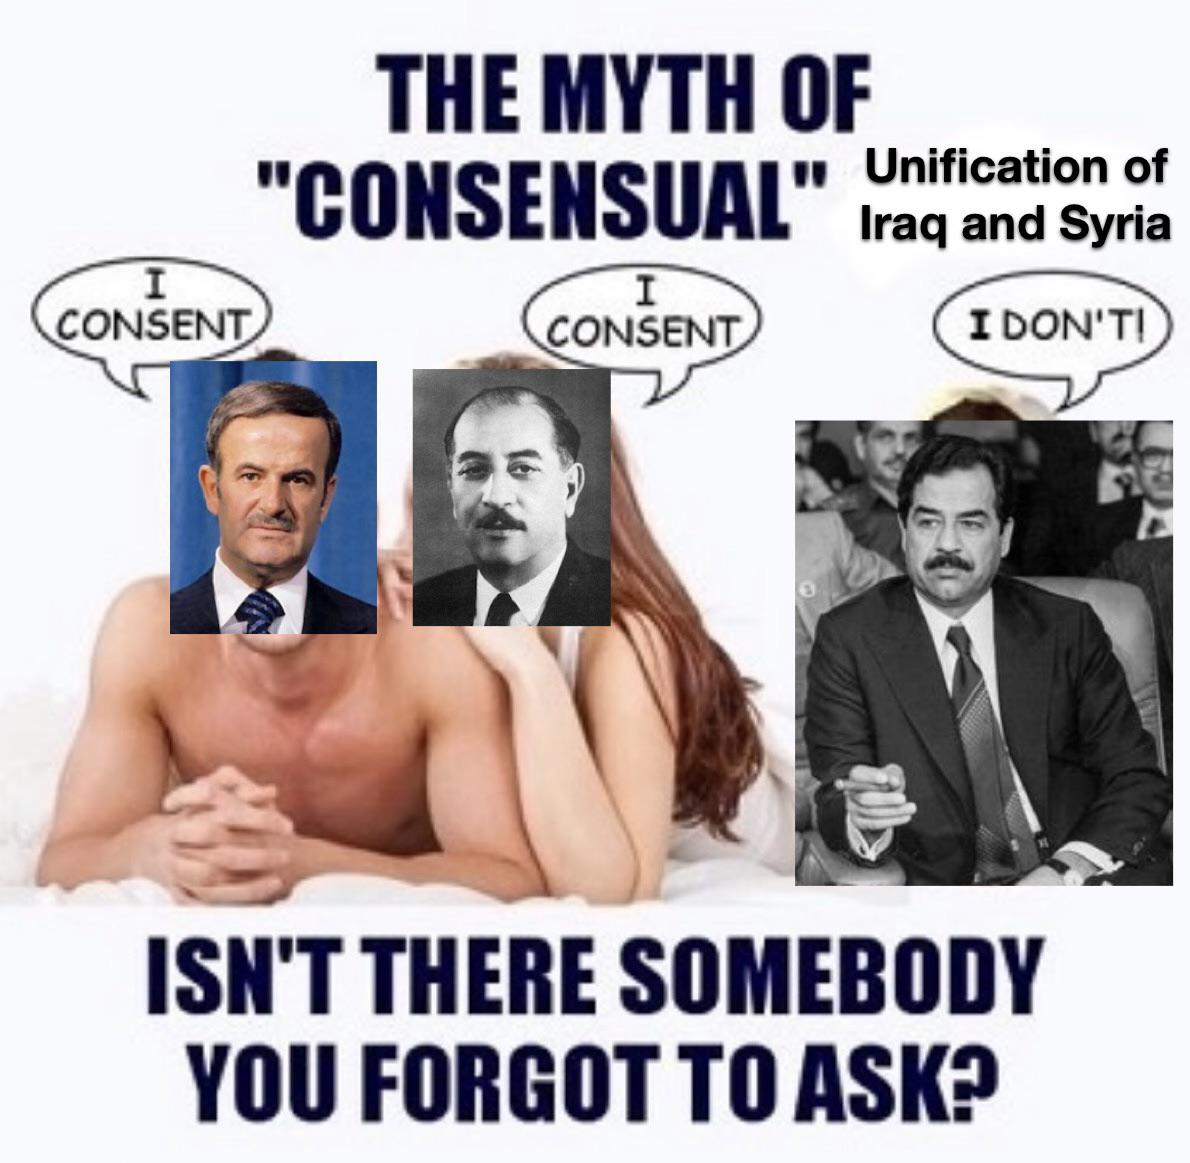 THE MYTH OF
"CONSENSUAL"
Unification of
Iraq and Syria
I
CONSENT
I
CONSENT
I DON'T!
ISN'T THERE SOMEBODY
YOU FORGOT TO ASK?